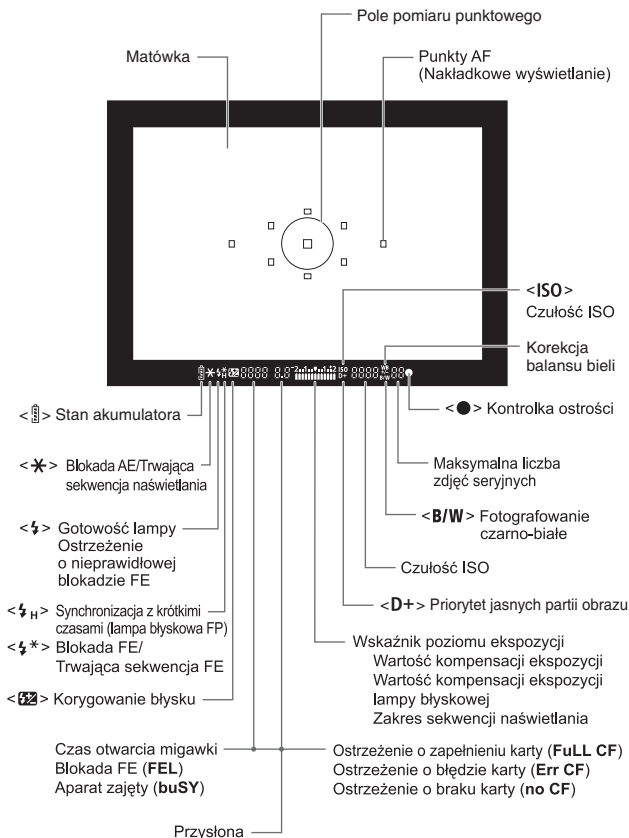 Pole pomiaru punktowego
Matówka
Punkty AF
(Nakładkowe wyświetlanie)
<ISO>
Czułość ISO
Korekcja
balansu bieli
< > Stan akumulatora
<●> Kontrolka ostrości
<✱> Blokada AE/Trwająca
sekwencja naświetlania
Maksymalna liczba
zdjęć seryjnych
<B/W> Fotografowanie
czarno-białe
<⚡> Gotowość lampy
Ostrzeżenie
o nieprawidłowej
blokadzie FE
Czułość ISO
<D+> Priorytet jasnych partii obrazu
<⚡H> Synchronizacja z krótkimi
czasami (lampa błyskowa FP)
<⚡*> Blokada FE/
Trwająca sekwencja FE
Wskaźnik poziomu ekspozycji
Wartość kompensacji ekspozycji
Wartość kompensacji ekspozycji
lampy błyskowej
Zakres sekwencji naświetlania
< > Korygowanie błysku
Czas otwarcia migawki
Blokada FE (FEL)
Aparat zajęty (buSY)
Ostrzeżenie o zapełnieniu karty (FuLL CF)
Ostrzeżenie o błędzie karty (Err CF)
Ostrzeżenie o braku karty (no CF)
Przysłona